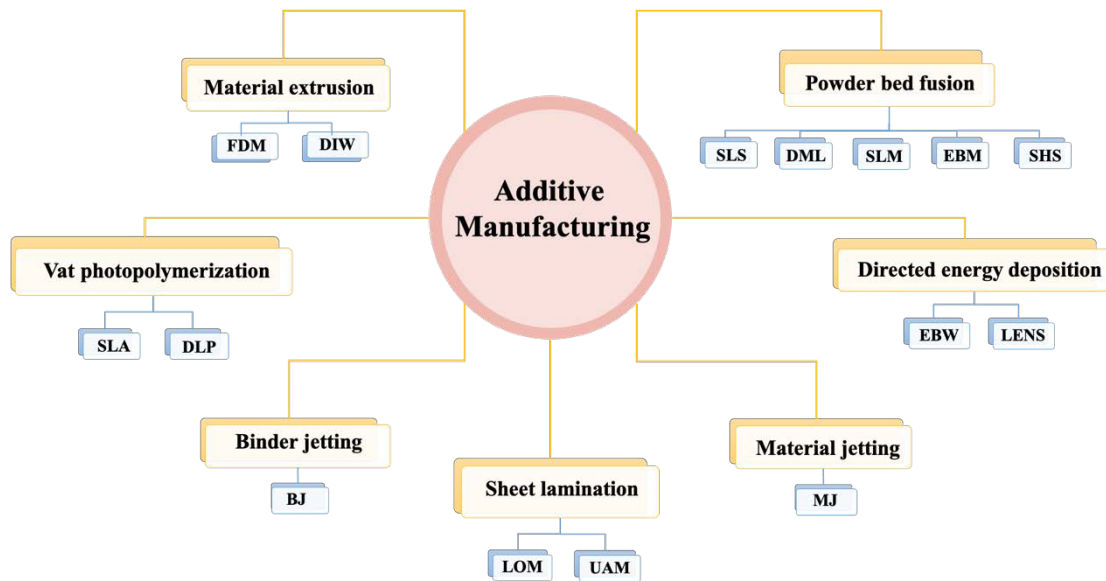 Material extrusion
FDM
DIW
Powder bed fusion
SLS
DML
SLM
EBM
SHS
Additive
Manufacturing
Vat photopolymerization
SLA
DLP
Directed energy deposition
EBW
LENS
Binder jetting
BJ
Sheet lamination
LOM
UAM
Material jetting
MJ